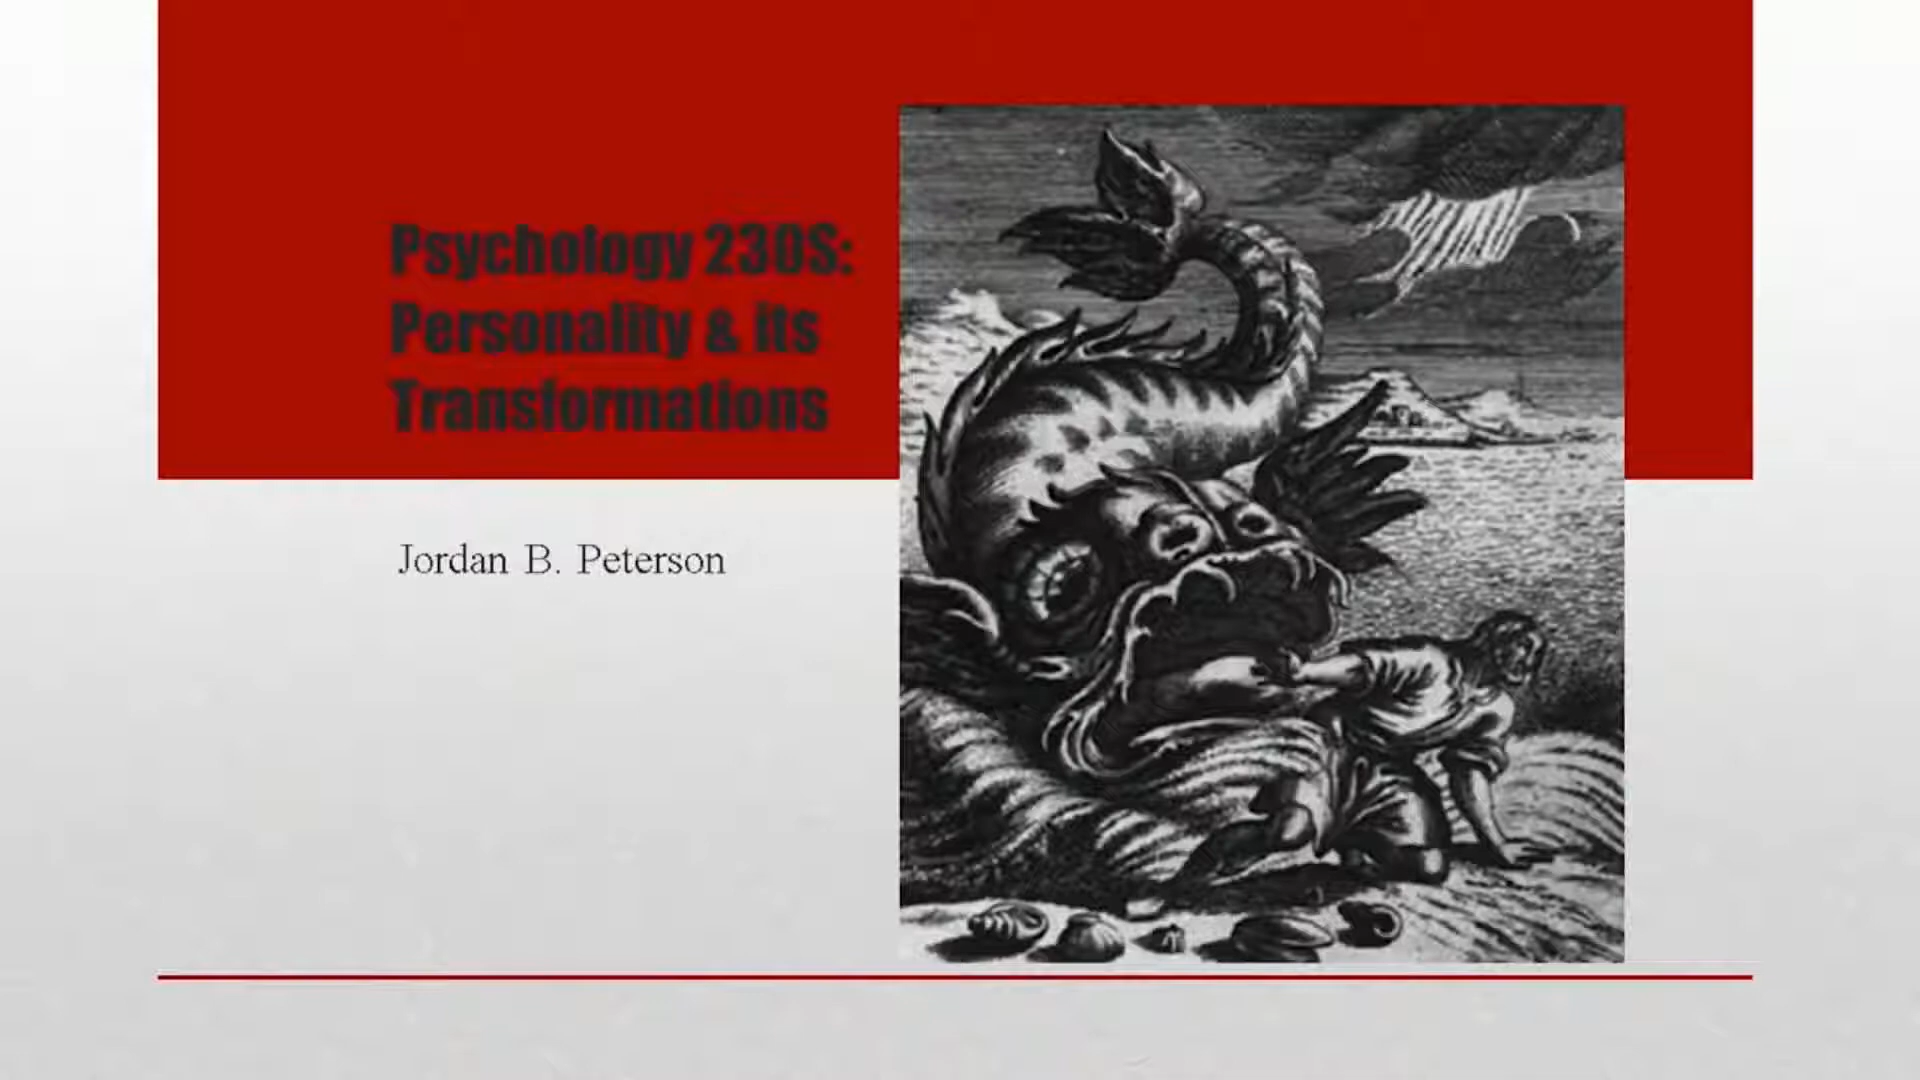 Psychology 230S:
Personality & its
Transformations
Jordan B. Peterson